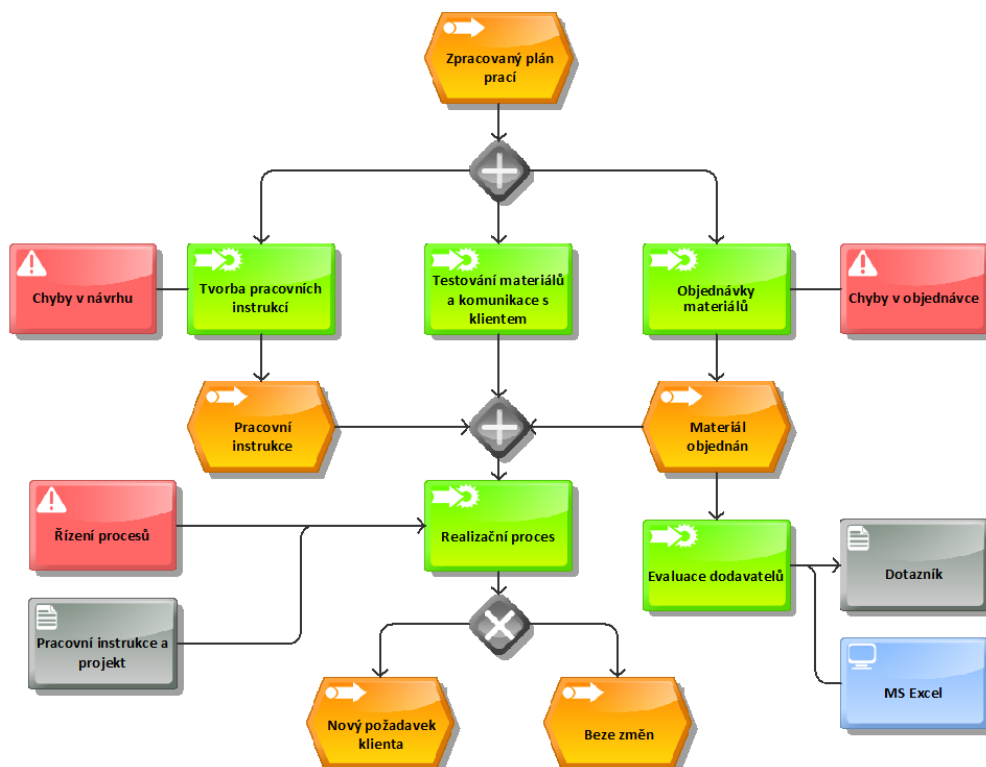 Zpracovaný plán
prací
Chyby v návrhu
Tvorba pracovních
instrukcí
Testování materiálů
a komunikace s
klientem
Objednávky
materiálů
Chyby v objednávce
Pracovní
instrukce
Materiál
objednán
Řízení procesů
Realizační proces
Evaluace dodavatelů
Dotazník
Pracovní instrukce a
projekt
MS Excel
Nový požadavek
klienta
Beze změn